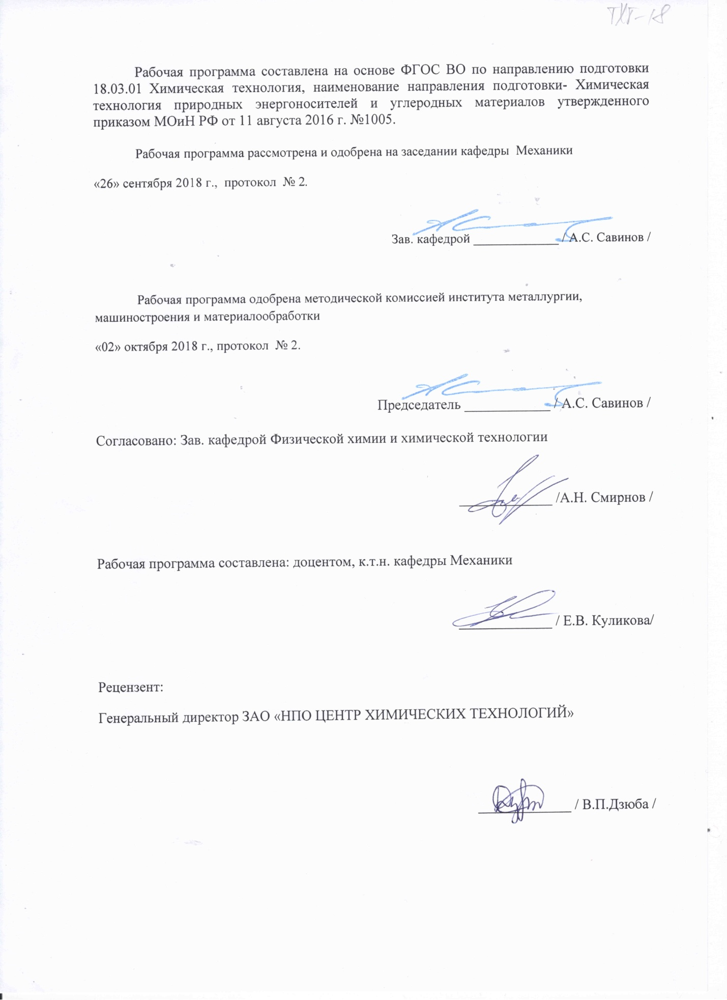 ТХТ-18
Рабочая программа составлена на основе ФГОС ВО по направлению подготовки
18.03.01 Химическая технология, наименование направления подготовки- Химическая
технология природных энергоносителей и углеродных материалов утвержденного
приказом МОиН РФ от 11 августа 2016 г. №1005.
Рабочая программа рассмотрена и одобрена на заседании кафедры Механики
«26» сентября 2018 г., протокол № 2.
Зав. кафедрой _____________ / А.С. Савинов /
Рабочая программа одобрена методической комиссией института металлургии,
машиностроения и материалообработки
«02» октября 2018 г., протокол № 2.
Председатель _____________ / А.С. Савинов /
Согласовано: Зав. кафедрой Физической химии и химической технологии
_____________ /А.Н. Смирнов /
Рабочая программа составлена: доцентом, к.т.н. кафедры Механики
_____________ / Е.В. Куликова/
Рецензент:
Генеральный директор ЗАО «НПО ЦЕНТР ХИМИЧЕСКИХ ТЕХНОЛОГИЙ»
_____________ / В.П.Дзюба /